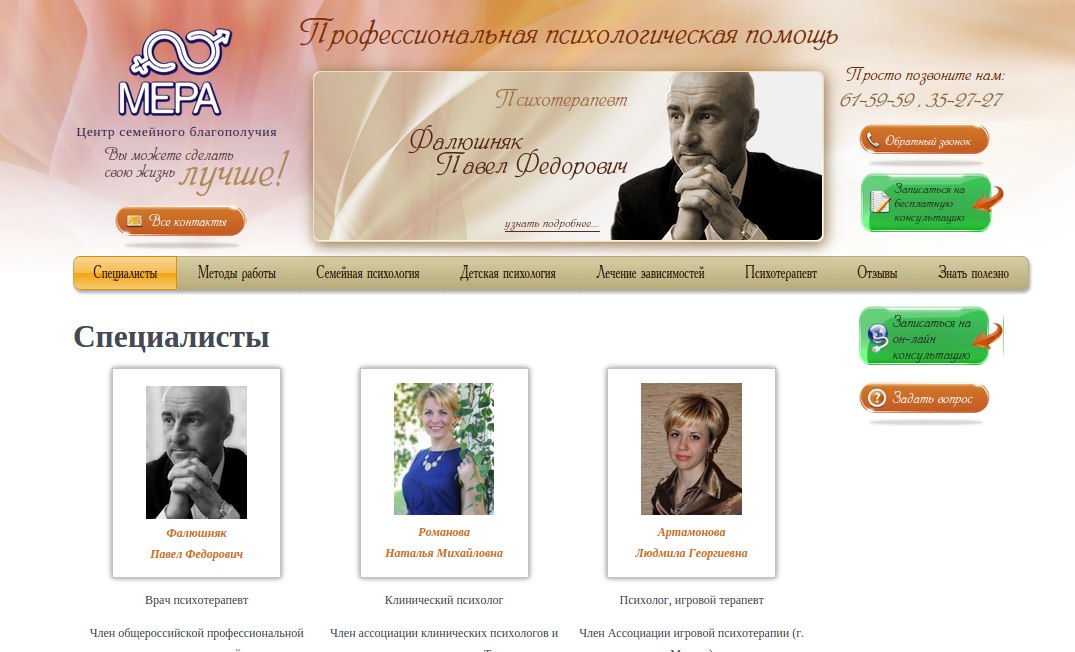 Профессиональная психологическая помощь
МЕРА
Центр семейного благополучия
Вы можете сделать
свою жизнь лучше!
Все контакты
Психотерапевт
Фалюшняк
Павел Федорович
узнать подробнее...
Просто позвоните нам:
61-59-59 , 35-27-27
Обратный звонок
Записаться на
бесплатную
консультацию
Специалисты Методы работы Семейная психология Детская психология Лечение зависимостей Психотерапевт Отзывы Знать полезно
Записаться на
он-лайн
консультацию
Задать вопрос
Специалисты
Фалюшняк
Павел Федорович
Врач психотерапевт
Член общероссийской профессиональной
Романова
Наталья Михайловна
Клинический психолог
Член ассоциации клинических психологов и
Артамонова
Людмила Георгиевна
Психолог, игровой терапевт
Член Ассоциации игровой психотерапии (г.